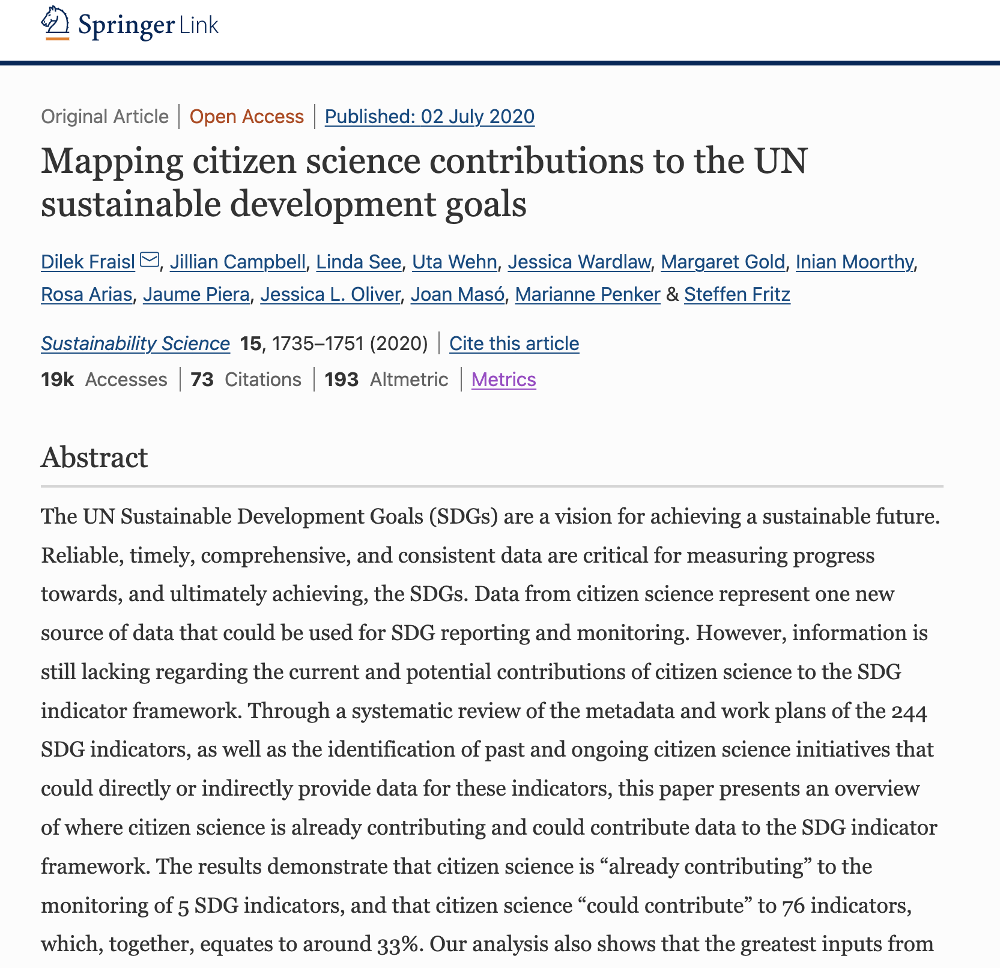 Springer Link
Original Article | Open Access | Published: 02 July 2020
Mapping citizen science contributions to the UN
sustainable development goals
Dilek Fraisl, Jillian Campbell, Linda See, Uta Wehn, Jessica Wardlaw, Margaret Gold, Inian Moorthy,
Rosa Arias, Jaume Piera, Jessica L. Oliver, Joan Masó, Marianne Penker & Steffen Fritz
Sustainability Science 15, 1735–1751 (2020) | Cite this article
19k Accesses | 73 Citations | 193 Altmetric | Metrics
Abstract
The UN Sustainable Development Goals (SDGs) are a vision for achieving a sustainable future.
Reliable, timely, comprehensive, and consistent data are critical for measuring progress
towards, and ultimately achieving, the SDGs. Data from citizen science represent one new
source of data that could be used for SDG reporting and monitoring. However, information is
still lacking regarding the current and potential contributions of citizen science to the SDG
indicator framework. Through a systematic review of the metadata and work plans of the 244
SDG indicators, as well as the identification of past and ongoing citizen science initiatives that
could directly or indirectly provide data for these indicators, this paper presents an overview
of where citizen science is already contributing and could contribute data to the SDG indicator
framework. The results demonstrate that citizen science is “already contributing” to the
monitoring of 5 SDG indicators, and that citizen science “could contribute” to 76 indicators,
which, together, equates to around 33%. Our analysis also shows that the greatest inputs from